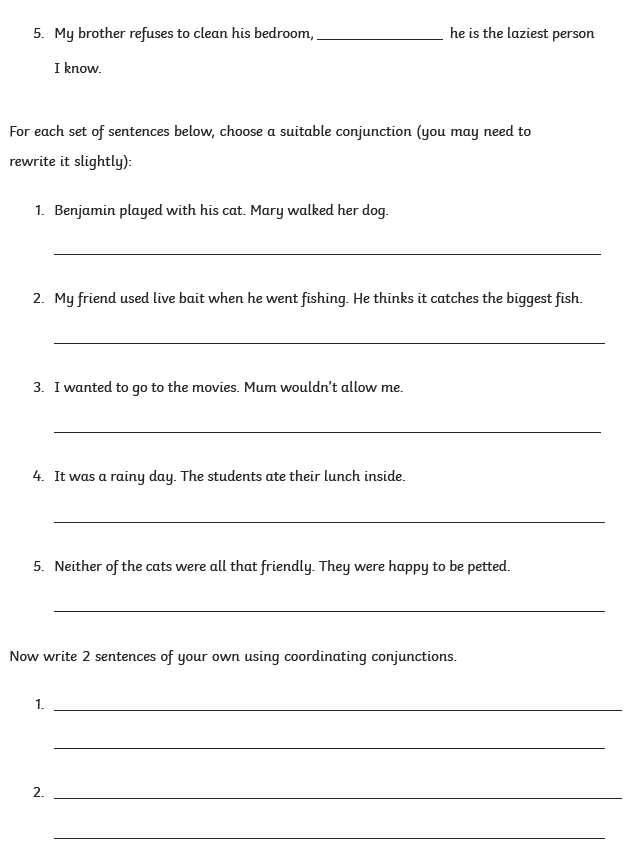 5. My brother refuses to clean his bedroom, ________________ he is the laziest person
I know.
For each set of sentences below, choose a suitable conjunction (you may need to
rewrite it slightly):
1. Benjamin played with his cat. Mary walked her dog.
2. My friend used live bait when he went fishing. He thinks it catches the biggest fish.
3. I wanted to go to the movies. Mum wouldn’t allow me.
4. It was a rainy day. The students ate their lunch inside.
5. Neither of the cats were all that friendly. They were happy to be petted.
Now write 2 sentences of your own using coordinating conjunctions.
1.
2.